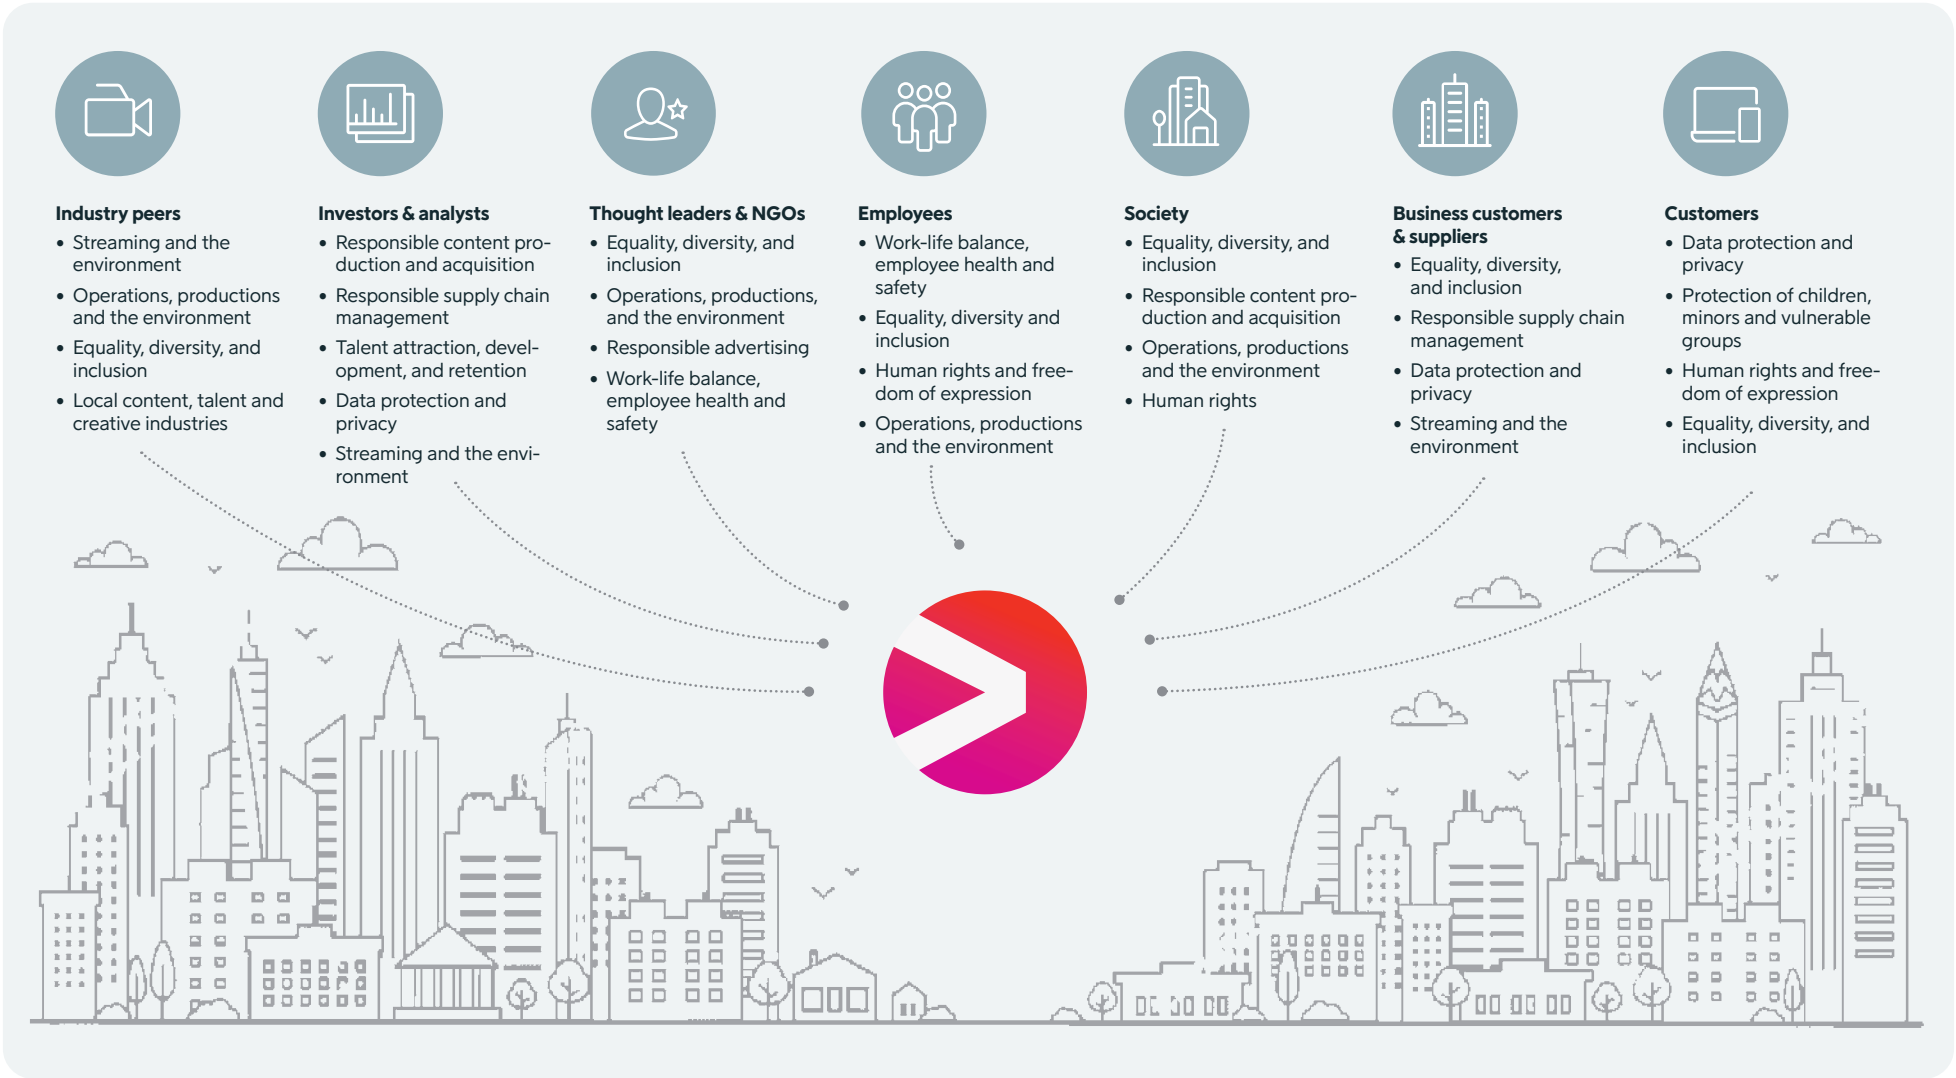 Industry peers
• Streaming and the
environment
• Operations, productions
and the environment
• Equality, diversity, and
inclusion
• Local content, talent and
creative industries
Investors & analysts
• Responsible content pro-
duction and acquisition
• Responsible supply chain
management
• Talent attraction, devel-
opment, and retention
• Data protection and
privacy
• Streaming and the envi-
ronment
Thought leaders & NGOs
• Equality, diversity, and
inclusion
• Operations, productions,
and the environment
• Responsible advertising
• Work-life balance,
employee health and
safety
Employees
• Work-life balance,
employee health and
safety
• Equality, diversity and
inclusion
• Human rights and free-
dom of expression
• Operations, productions
and the environment
Society
• Equality, diversity, and
inclusion
• Responsible content pro-
duction and acquisition
• Operations, productions
and the environment
• Human rights
Business customers
& suppliers
• Equality, diversity,
and inclusion
• Responsible supply chain
management
• Data protection and
privacy
• Streaming and the
environment
Customers
• Data protection and
privacy
• Protection of children,
minors and vulnerable
groups
• Human rights and free-
dom of expression
• Equality, diversity, and
inclusion